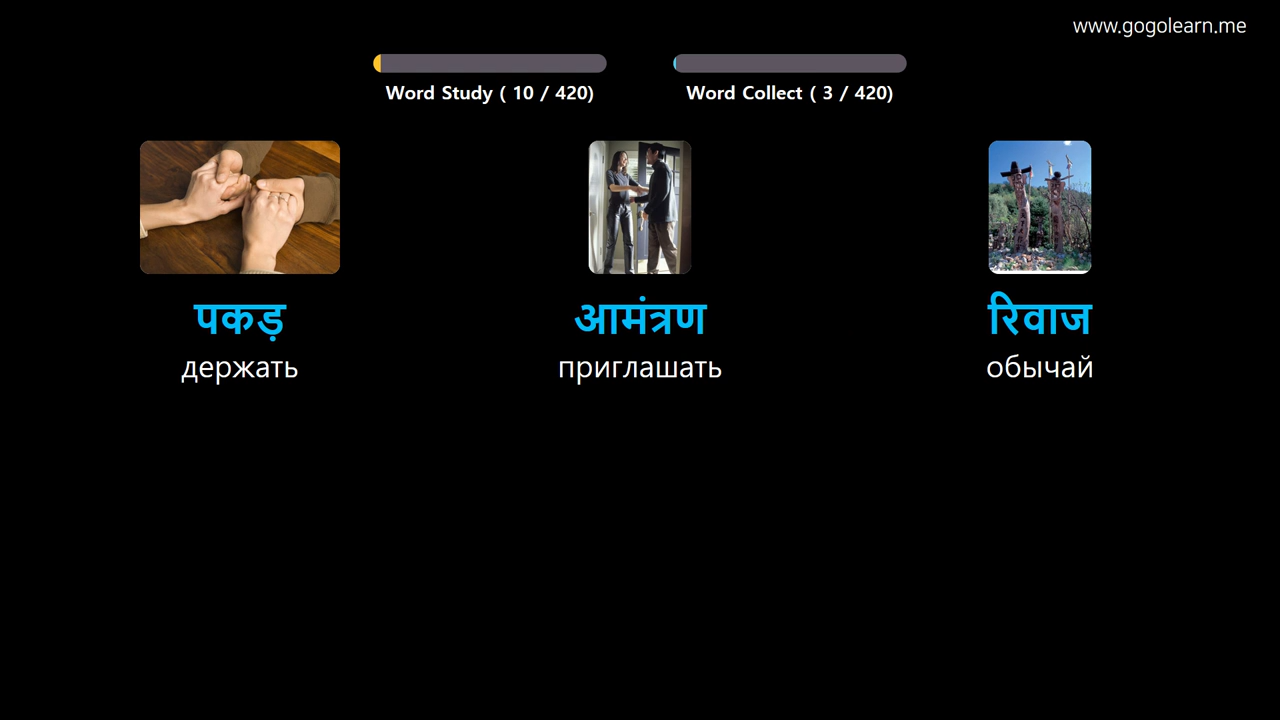 www.gogolearn.me
Word Study ( 10 / 420)
Word Collect ( 3 / 420)
पकड़
आमंत्रण
रिवाज
держать
приглашать
обычай